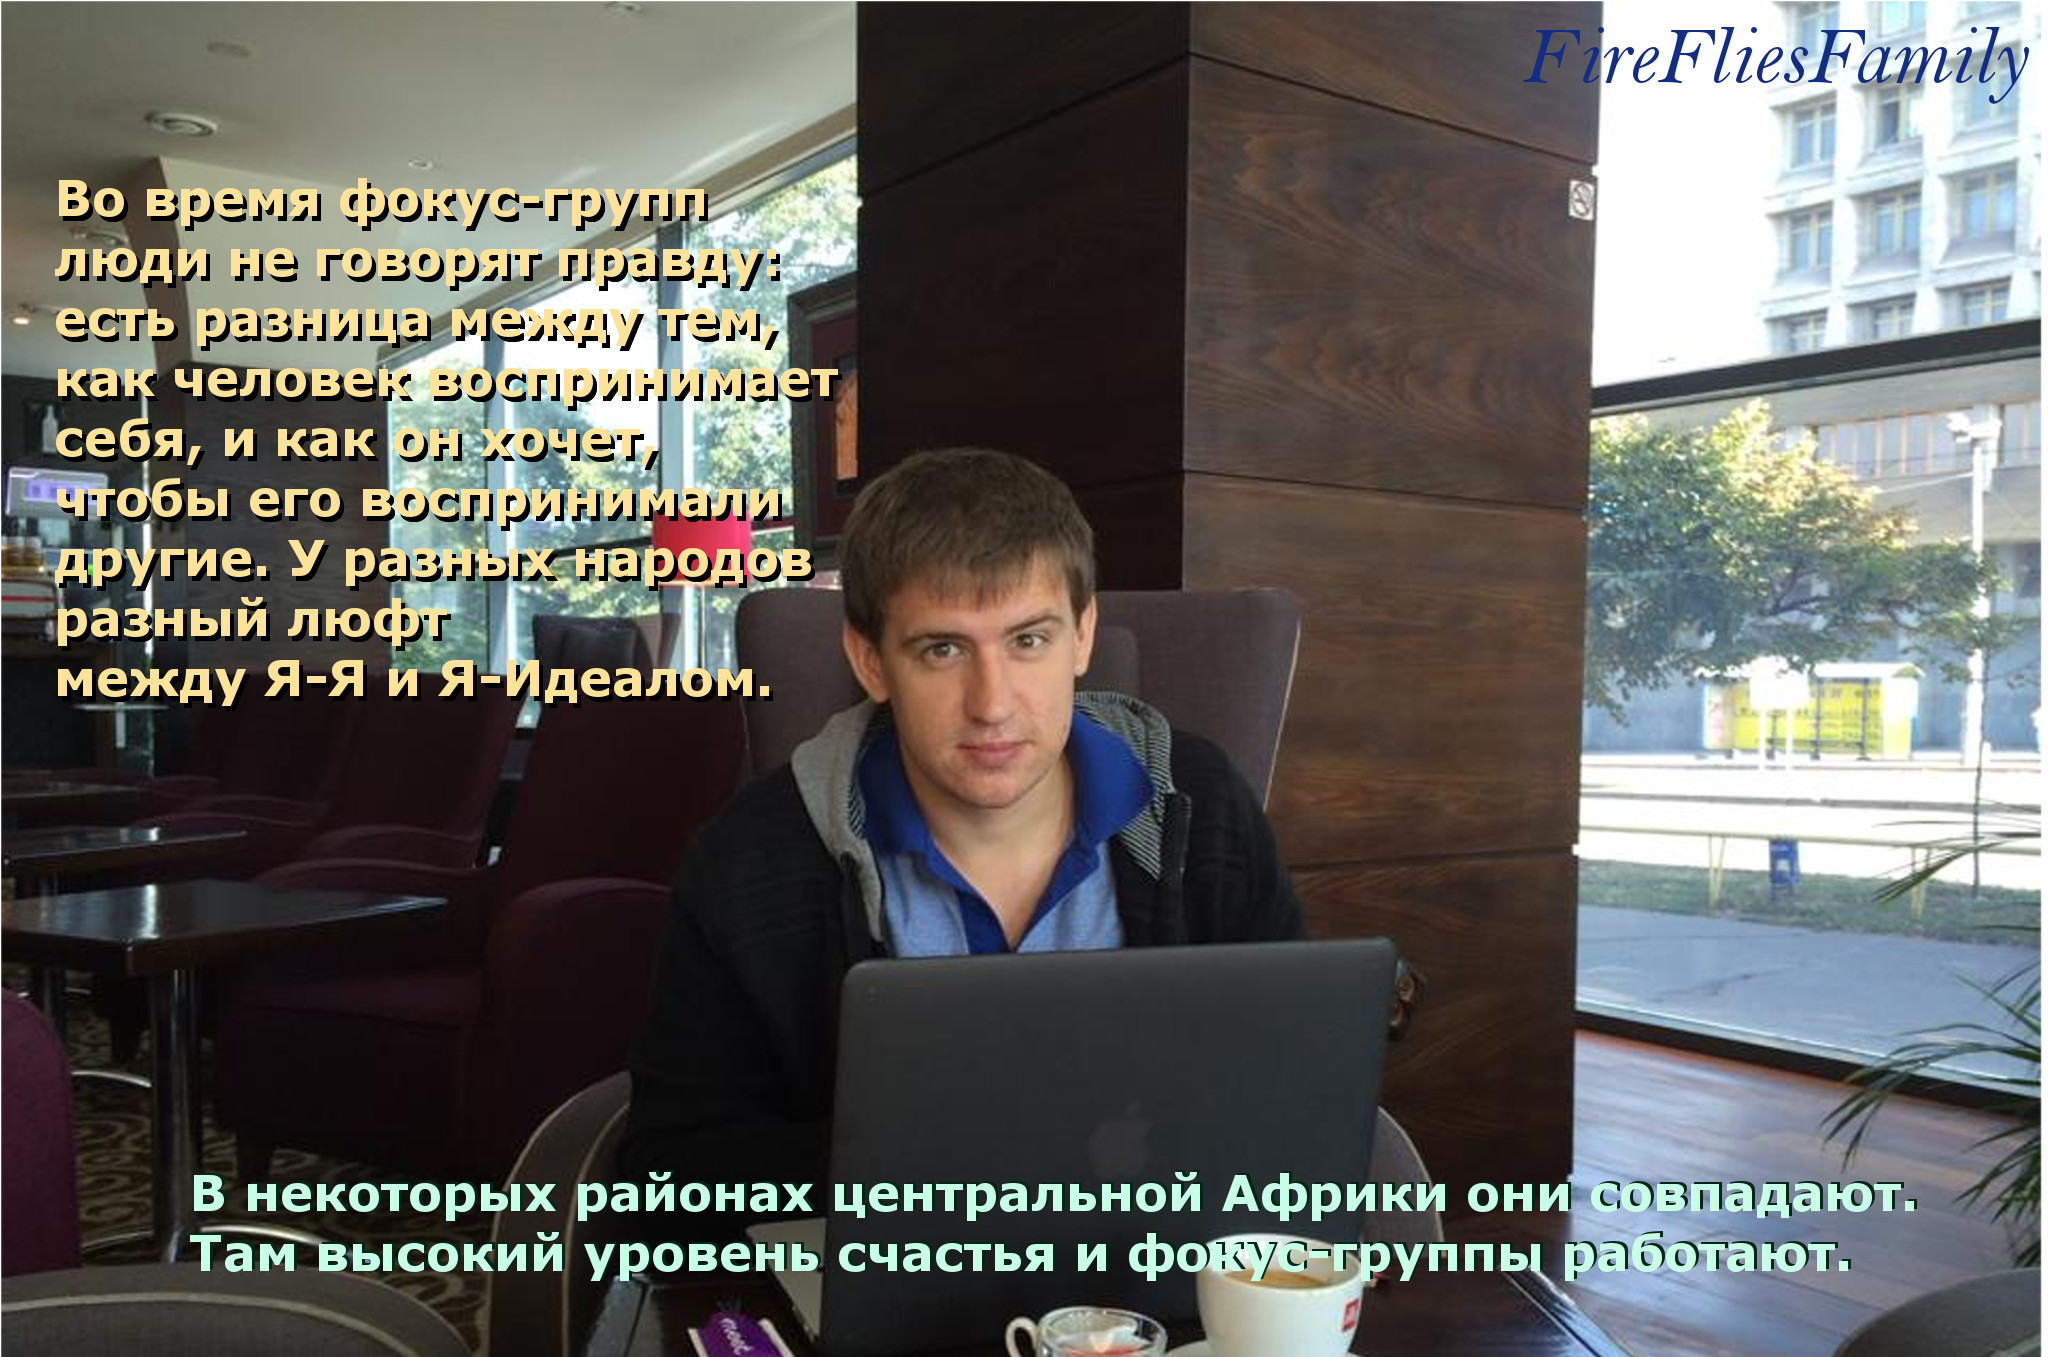 FireFliesFamily
Во время фокус-групп
люди не говорят правду:
есть разница между тем,
как человек воспринимает
себя, и как он хочет,
чтобы его воспринимали
другие. У разных народов
разный люфт
между Я-Я и Я-Идеалом.
В некоторых районах центральной Африки они совпадают.
Там высокий уровень счастья и фокус-группы работают.
meet